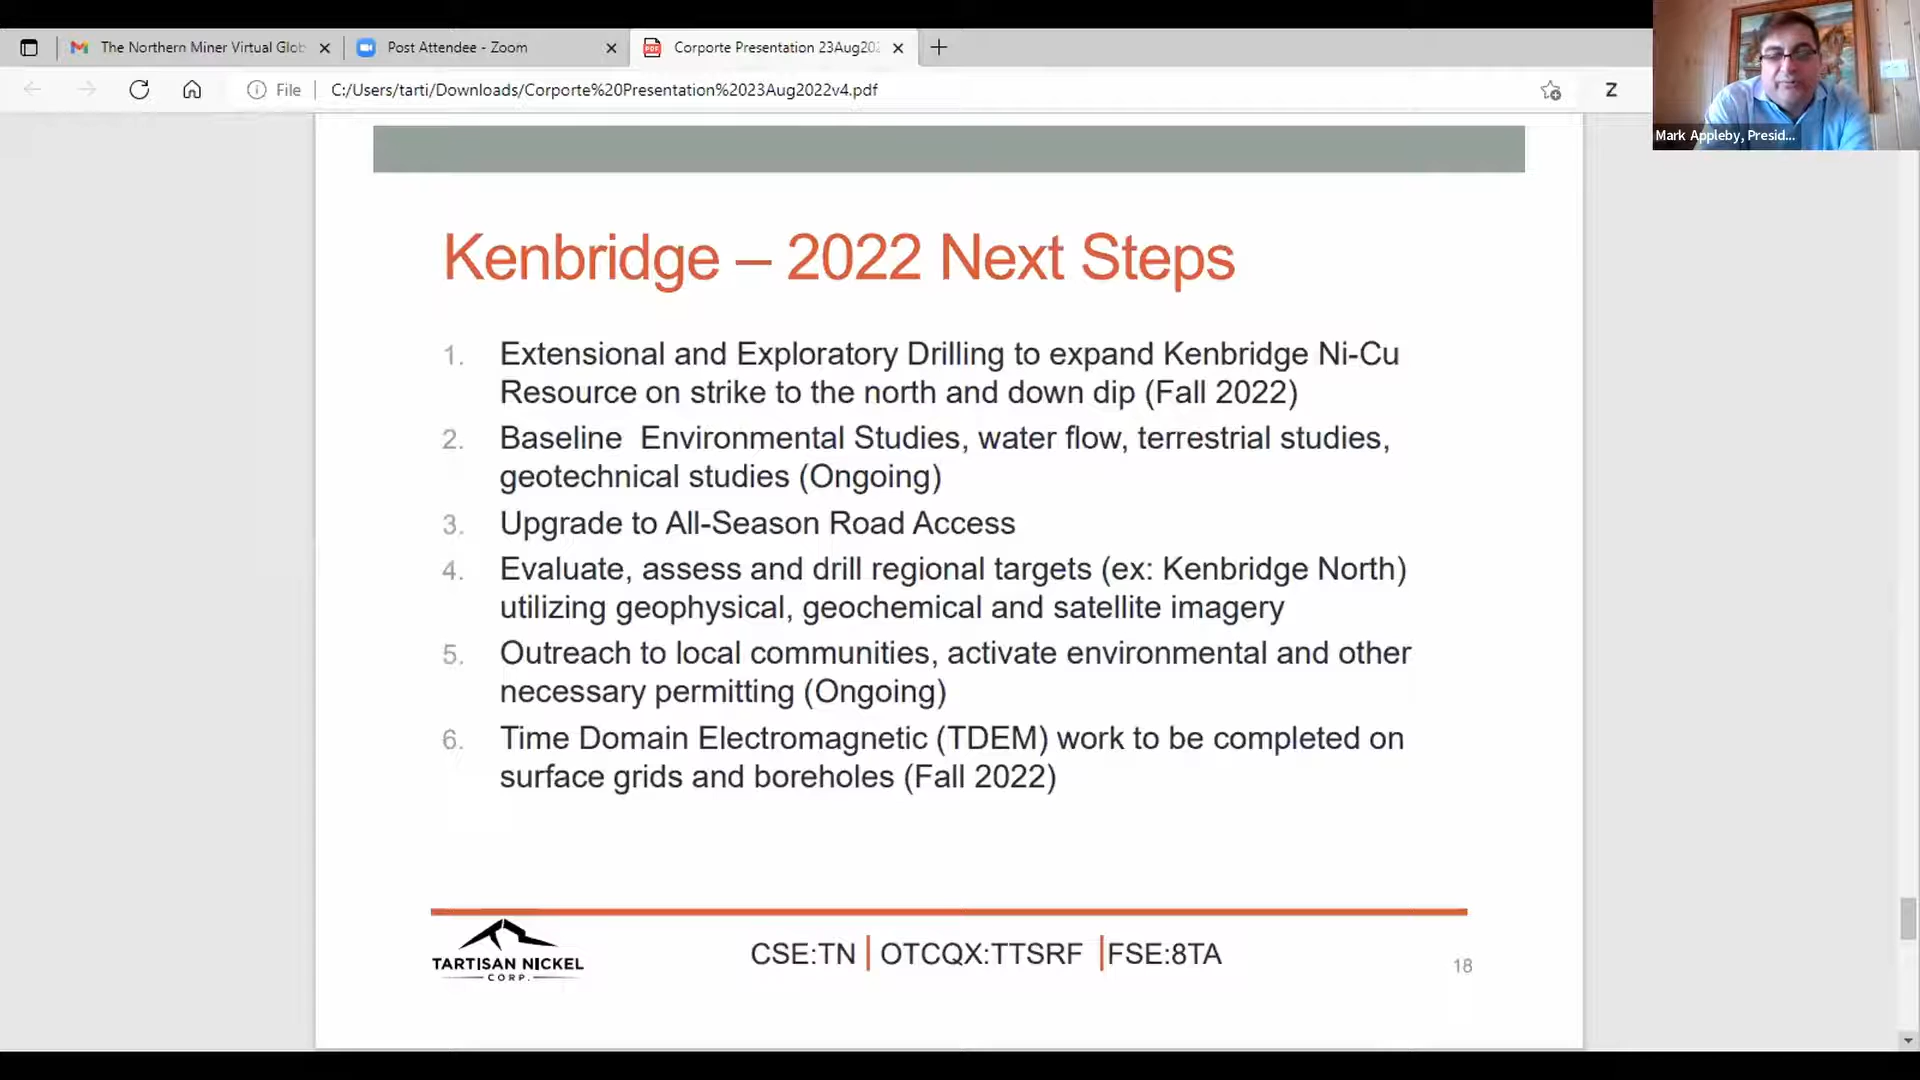 The Northern Miner Virtual Glob
Post Attendee - Zoom
Corporte Presentation 23Aug202
File
C:/Users/tarti/Downloads/Corporte%20Presentation%2023Aug2022v4.pdf
Z
Mark Appleby, Presid...
Kenbridge – 2022 Next Steps
1. Extensional and Exploratory Drilling to expand Kenbridge Ni-Cu
Resource on strike to the north and down dip (Fall 2022)
2. Baseline  Environmental Studies, water flow, terrestrial studies,
geotechnical studies (Ongoing)
3. Upgrade to All-Season Road Access
4. Evaluate, assess and drill regional targets (ex: Kenbridge North)
utilizing geophysical, geochemical and satellite imagery
5. Outreach to local communities, activate environmental and other
necessary permitting (Ongoing)
6. Time Domain Electromagnetic (TDEM) work to be completed on
surface grids and boreholes (Fall 2022)
TARTISAN NICKEL
CORP.
CSE:TN | OTCQX:TTSRF | FSE:8TA
18